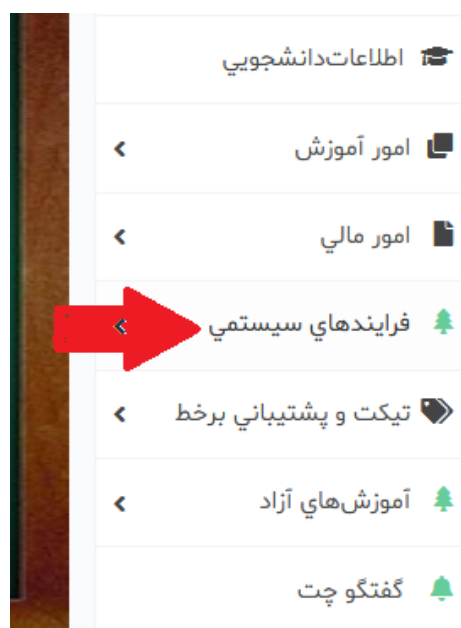 اطلاعات‌دانشجويي
امور آموزش
امور مالي
فرايندهاي سيستمي
تيکت و پشتيباني برخط
آموزش‌هاي آزاد
گفتگو چت